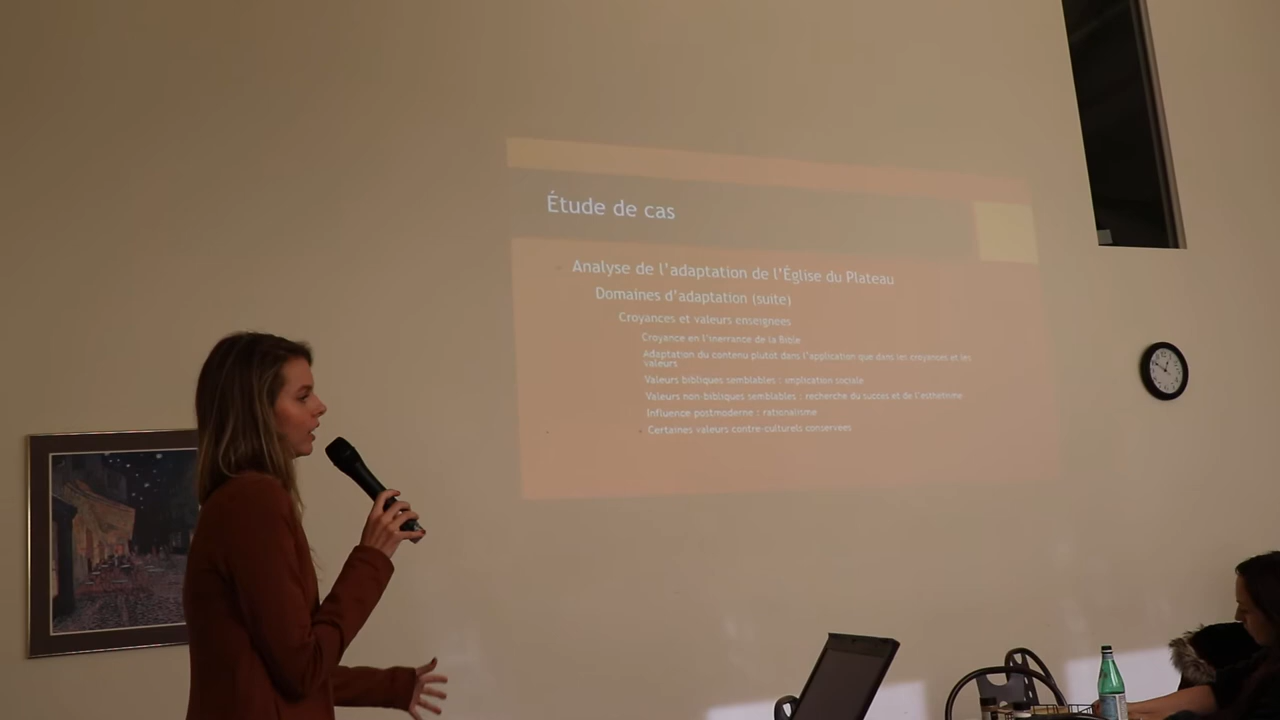 Étude de cas
Analyse de l'adaptation de l'Église du Plateau
Domaines d'adaptation (suite)
Croyances et valeurs enseignées
Croyance en l'inerrance de la Bible
Adaptation du contenu plutôt dans l'application que dans les croyances et les
valeurs
Valeurs bibliques semblables : implication sociale
Valeurs non-bibliques semblables : recherche du succès et de l'esthétisme
Influence postmoderne : rationalisme
Certaines valeurs contre-culturels conservées